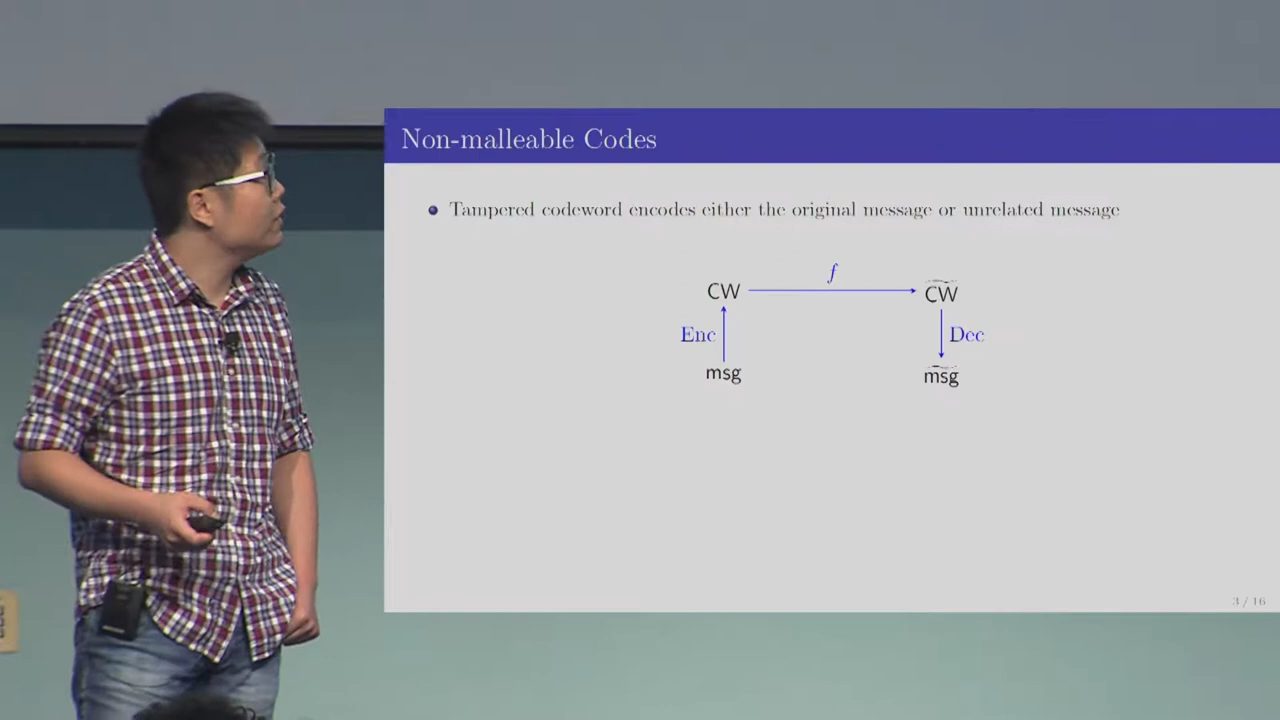 Non-malleable Codes
Tampered codeword encodes either the original message or unrelated message
f
CW
C͠W
Enc
Dec
msg
m͠sg
3 / 16